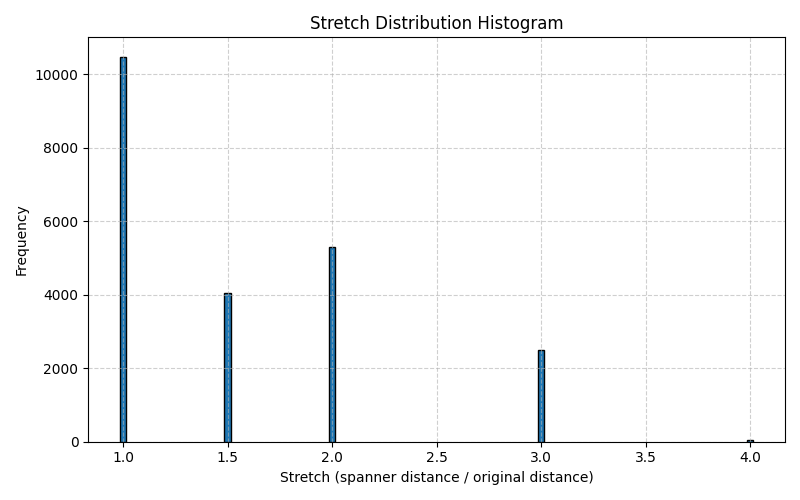 Stretch Distribution Histogram
Frequency
10000
8000
6000
4000
2000
0
1.0 1.5 2.0 2.5 3.0 3.5 4.0
Stretch (spanner distance / original distance)